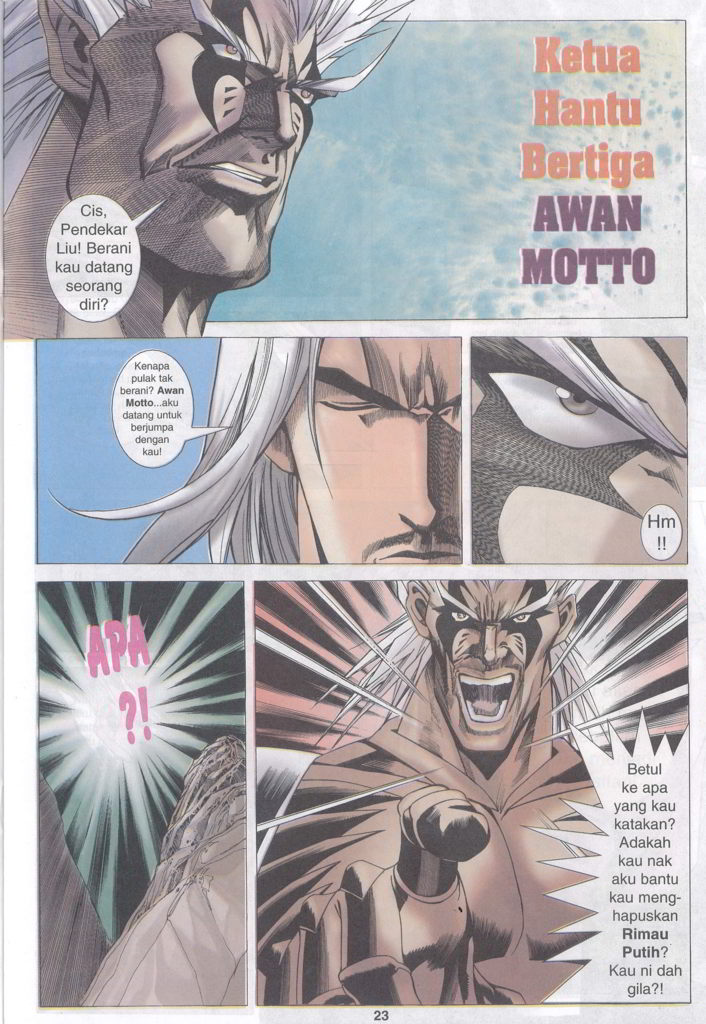 Ketua
Hantu
Bertiga
AWAN
MOTTO
Cis,
Pendekar
Liu! Berani
kau datang
seorang
diri?
Kenapa
pulak tak
berani? Awan
Motto...aku
datang untuk
berjumpa
dengan
kau!
Hm
!!
APA
?!
Betul
ke apa
yang kau
katakan?
Adakah
kau nak
aku bantu
kau meng-
hapuskan
Rimau
Putih?
Kau ni dah
gila?!
23